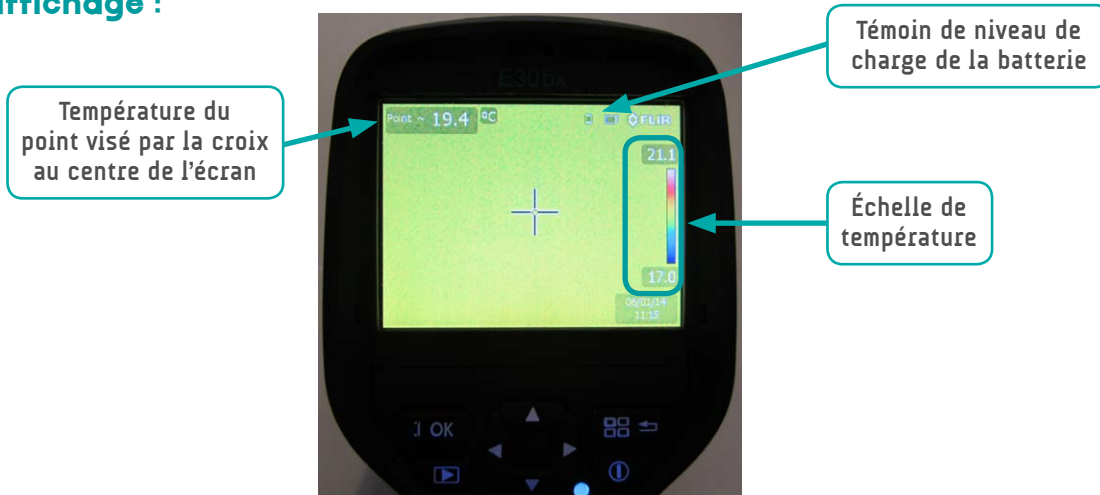 affichage :
Témoin de niveau de
charge de la batterie
Température du
point visé par la croix
au centre de l'écran
E30bx
Point ~ 19.4 °C
FLIR
21.1
Échelle de
température
17.0
06/01/14
11:15
OK